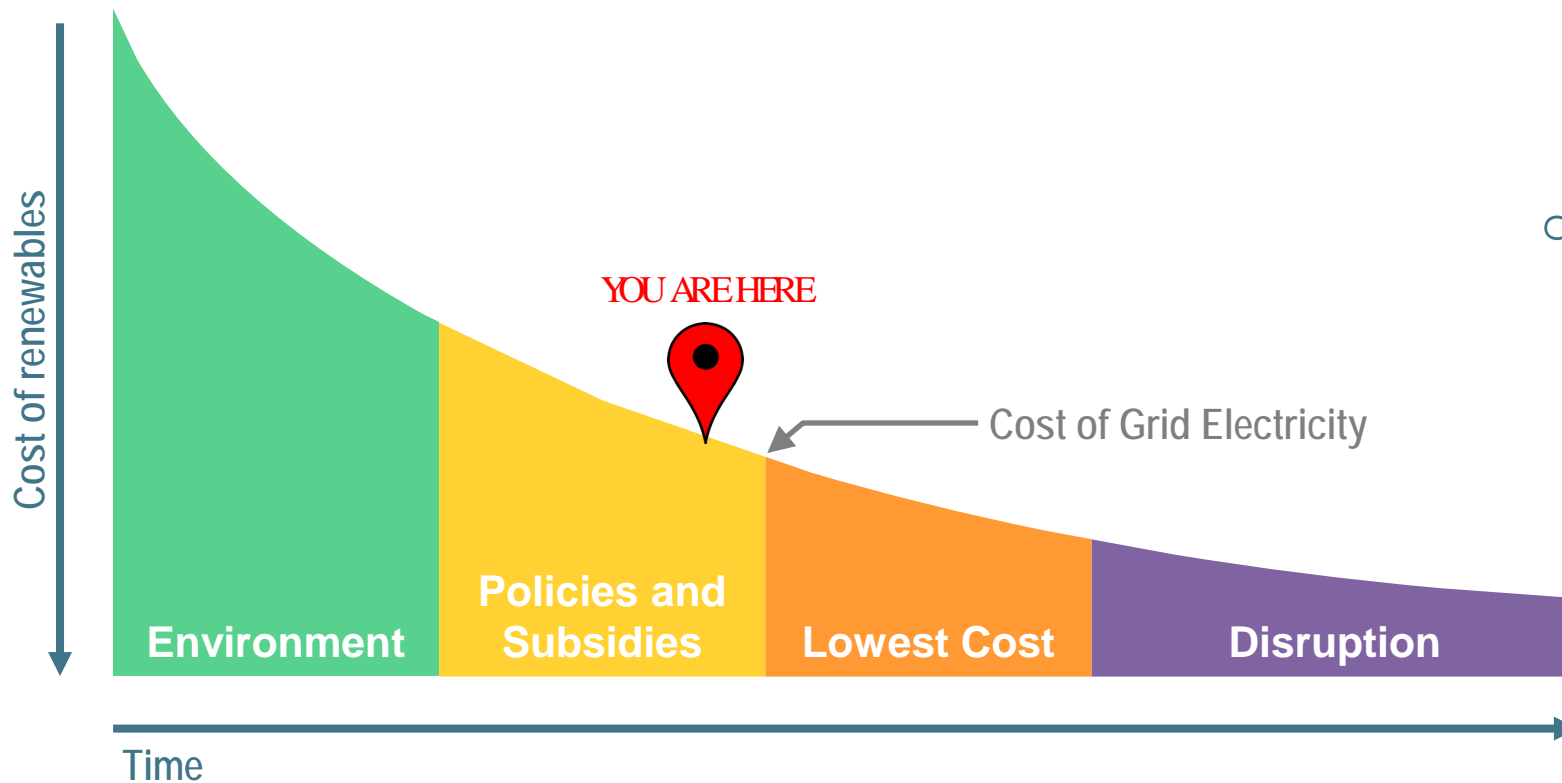 Cost of renewables
YOU ARE HERE
Cost of Grid Electricity
Environment
Policies and
Subsidies
Lowest Cost
Disruption
Time